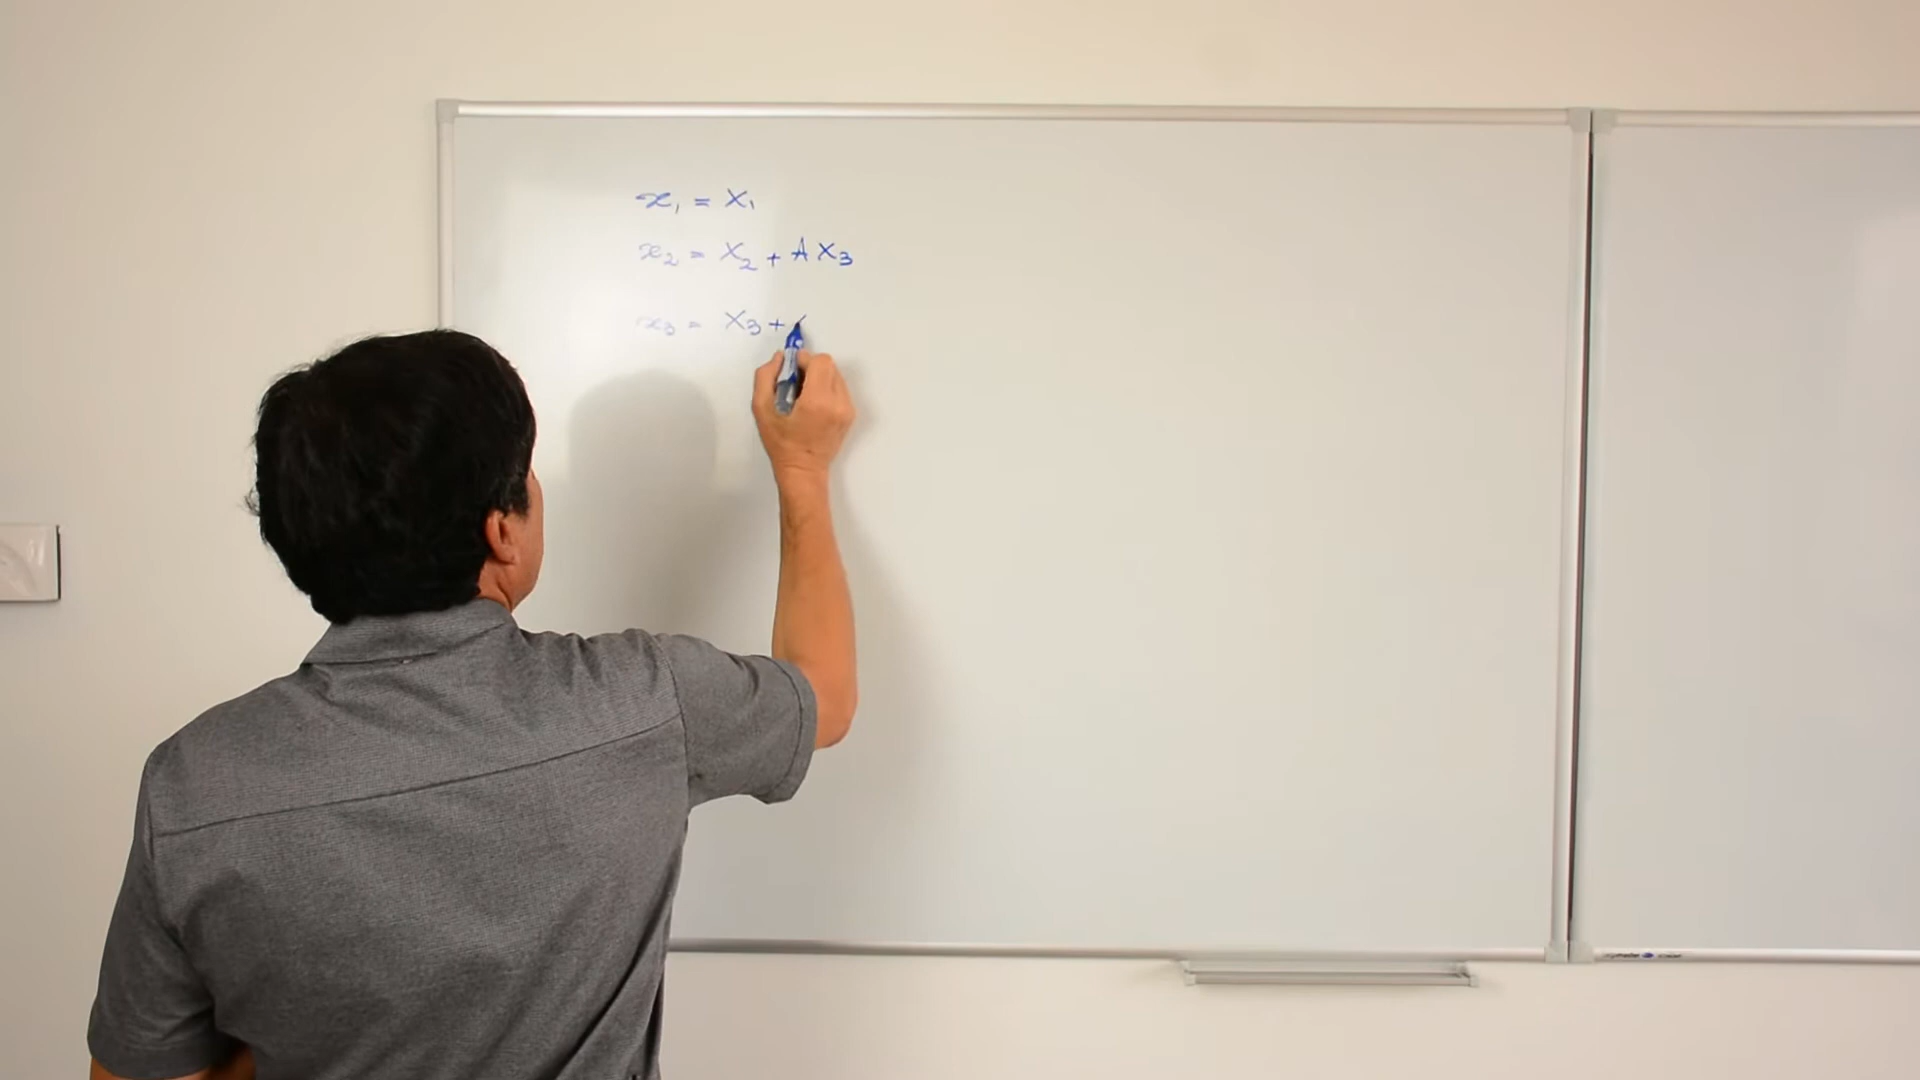 x₁ = X₁
x₂ = X₂ + A X₃
x₃ = X₃ +